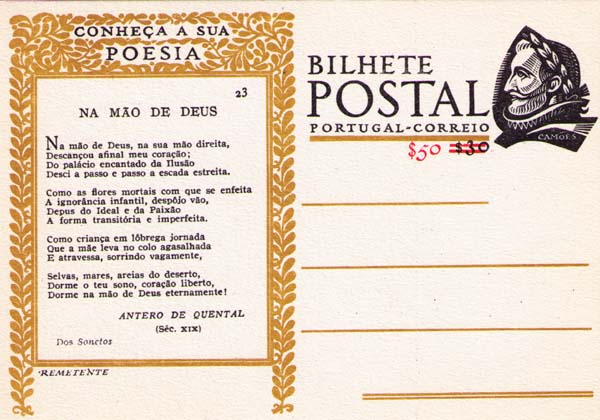 CONHEÇA A SUA
POESIA
23
NA MÃO DE DEUS
Na mão de Deus, na sua mão direita,
Descançou afinal meu coração;
Do palácio encantado da Ilusão
Desci a passo e passo a escada estreita.
Como as flores mortais com que se enfeita
A ignorância infantil, despôjo vão,
Depus do Ideal e da Paixão
A forma transitória e imperfeita.
Como criança em lôbrega jornada
Que a mãe leva no colo agasalhada
E atravessa, sorrindo vagamente,
Selvas, mares, areias do deserto,
Dorme o teu sono, coração liberto,
Dorme na mão de Deus eternamente!
ANTERO DE QUENTAL
(Séc. XIX)
Dos Sonetos
REMETENTE
BILHETE
POSTAL
PORTUGAL-CORREIO
CAMÕES
$50 $30